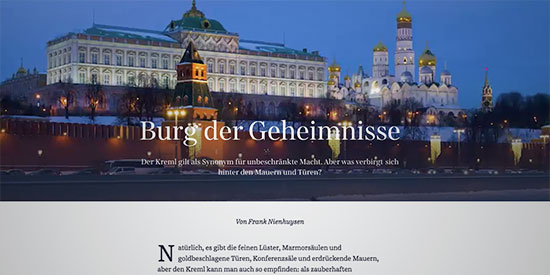 Burg der Geheimnisse
Der Kreml gilt als Synonym für unbeschränkte Macht. Aber was verbirgt sich
hinter den Mauern und Türen?
Von Frank Nienhuysen
Natürlich, es gibt die feinen Lüster, Marmorsäulen und
goldbeschlagene Türen, Konferenzsäle und erdrückende Mauern,
aber den Kreml kann man auch so empfinden: als zauberhaften